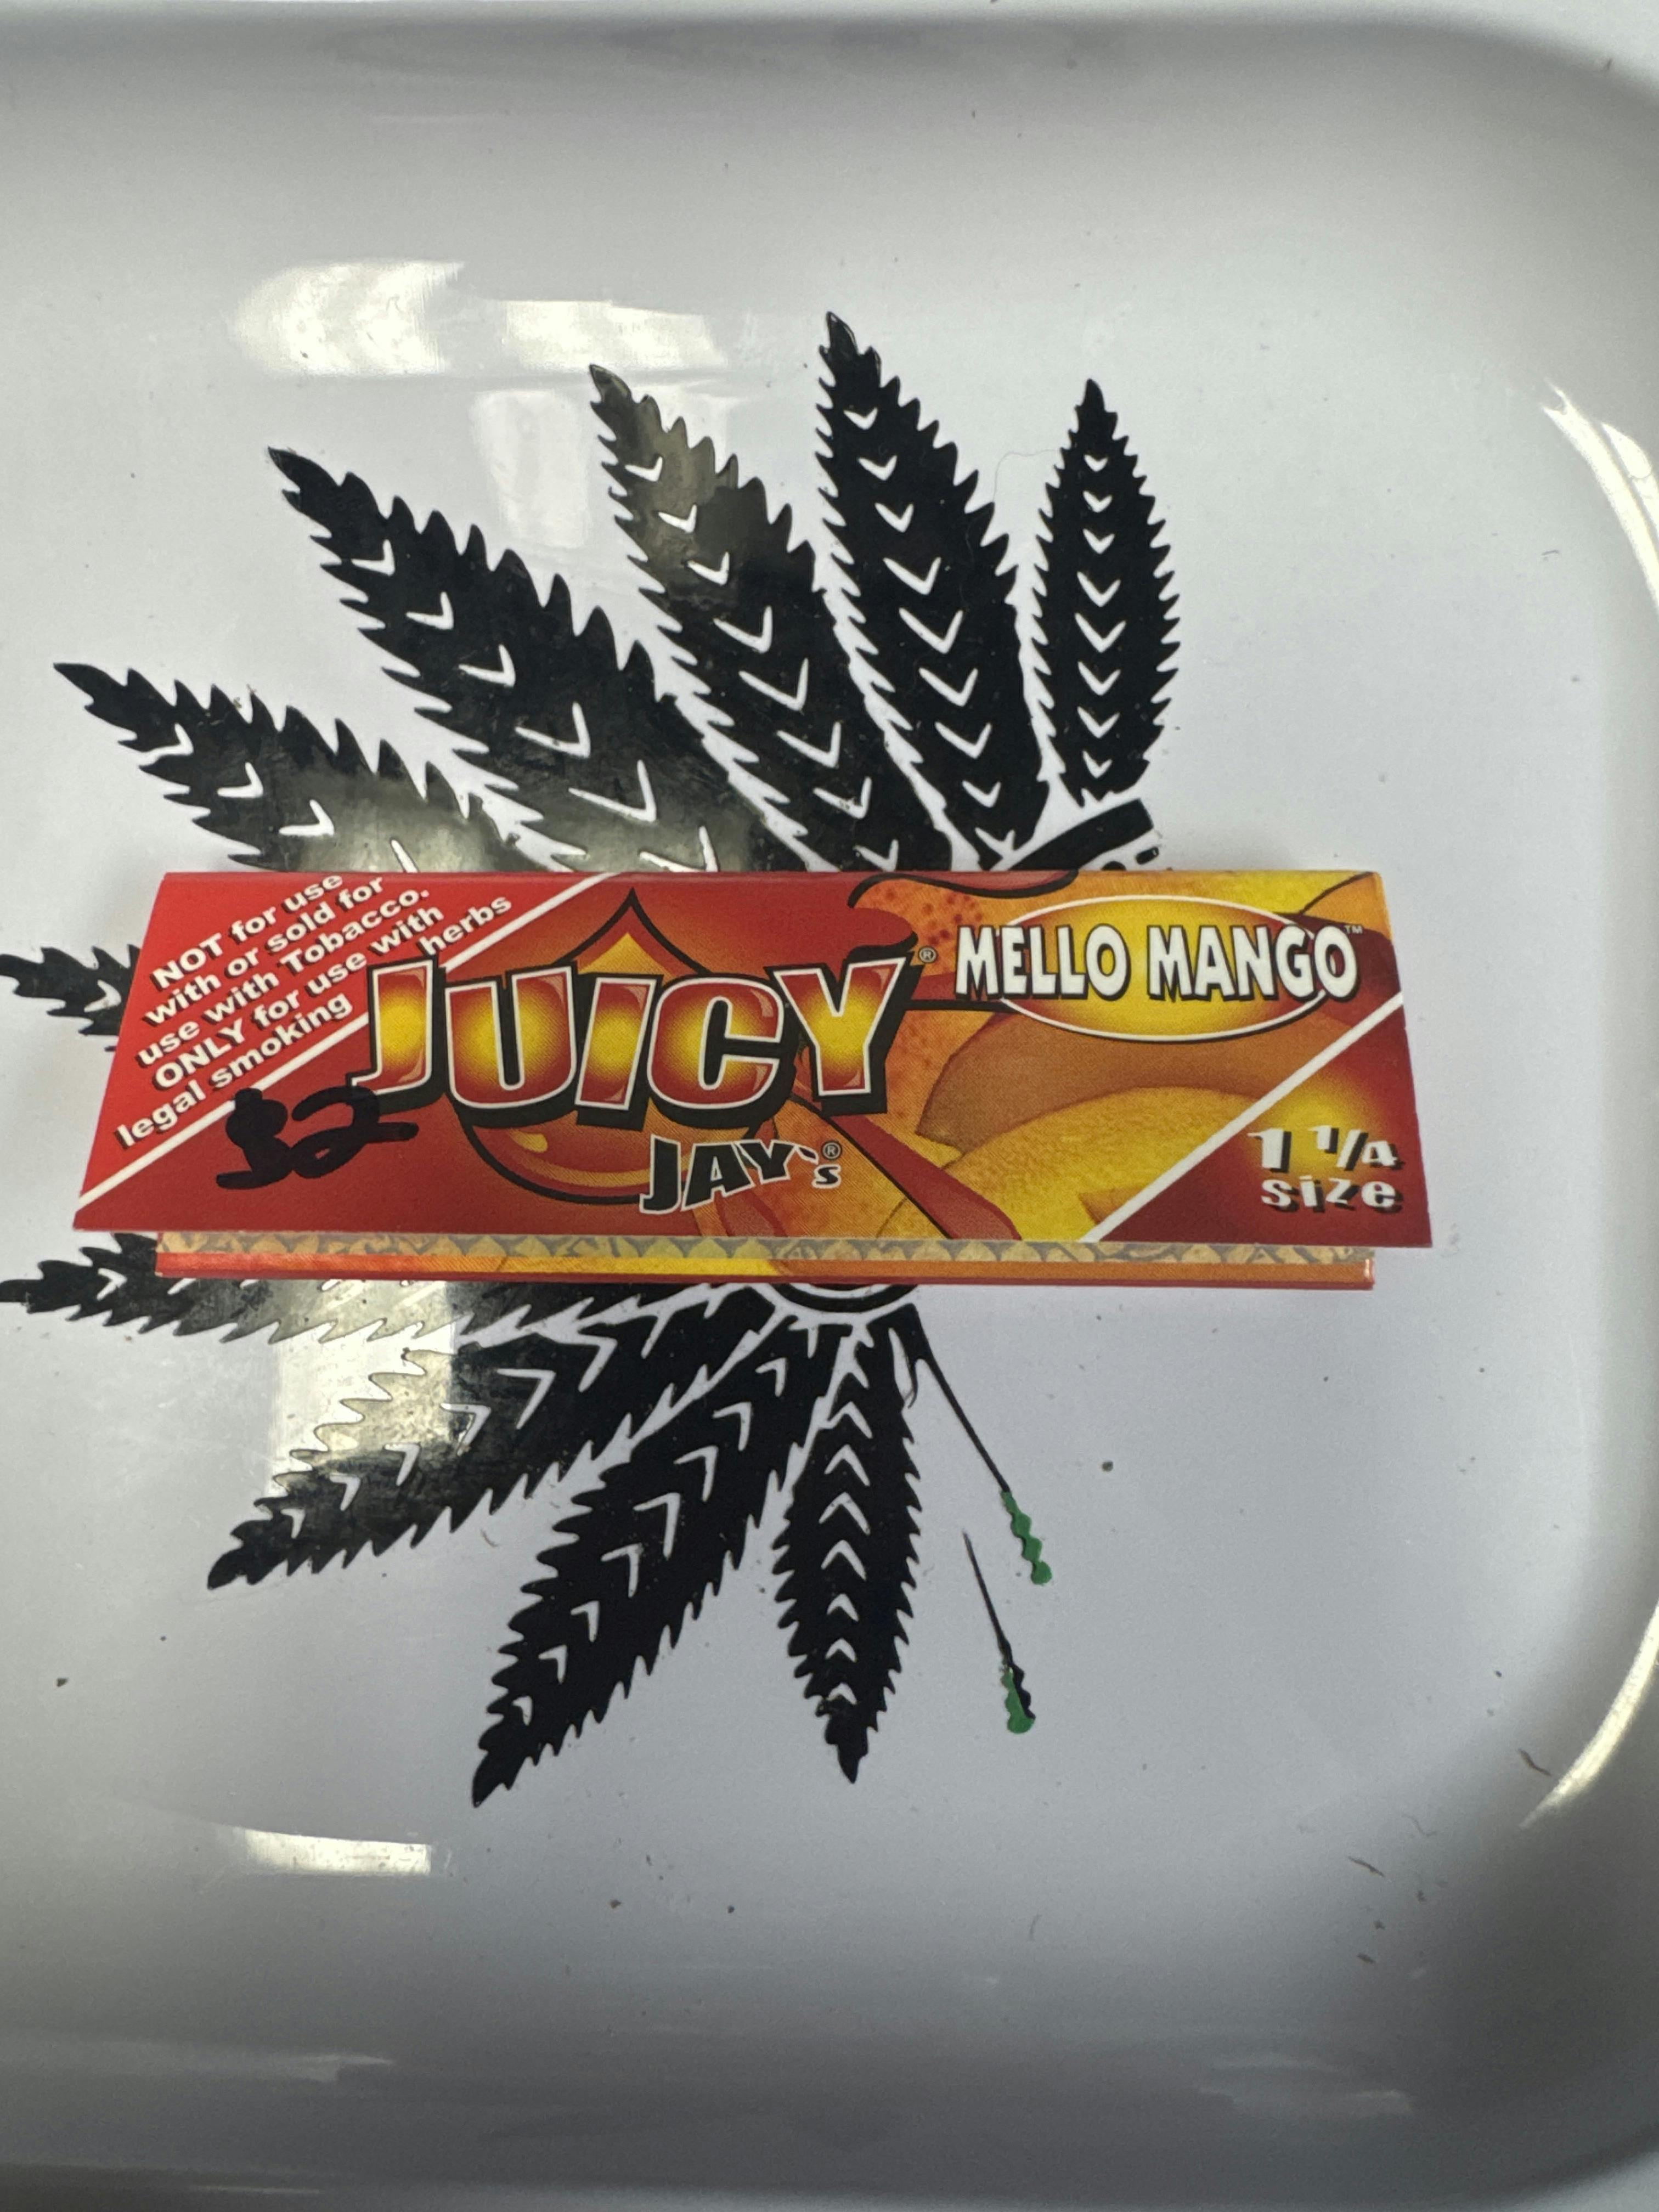 NOT for use
with or sold for
use with Tobacco.
ONLY for use with
legal smoking herbs
JUICY®
JAY's®
MELLO MANGO™
$2
1 1/4
size